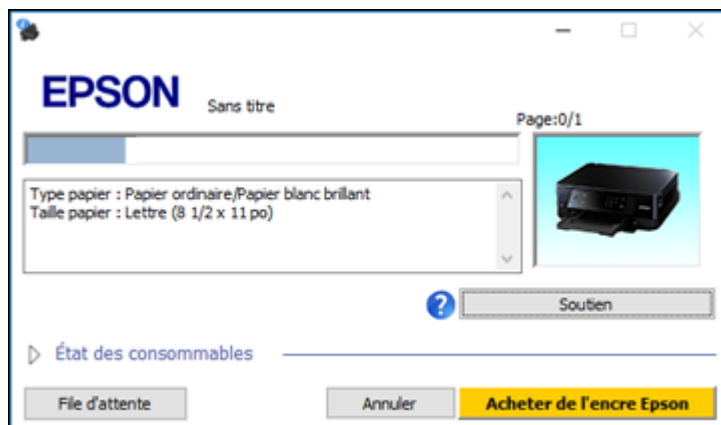 EPSON
Sans titre
Page:0/1
Type papier : Papier ordinaire/Papier blanc brillant
Taille papier : Lettre (8 1/2 x 11 po)
?
Soutien
État des consommables
File d'attente
Annuler
Acheter de l'encre Epson